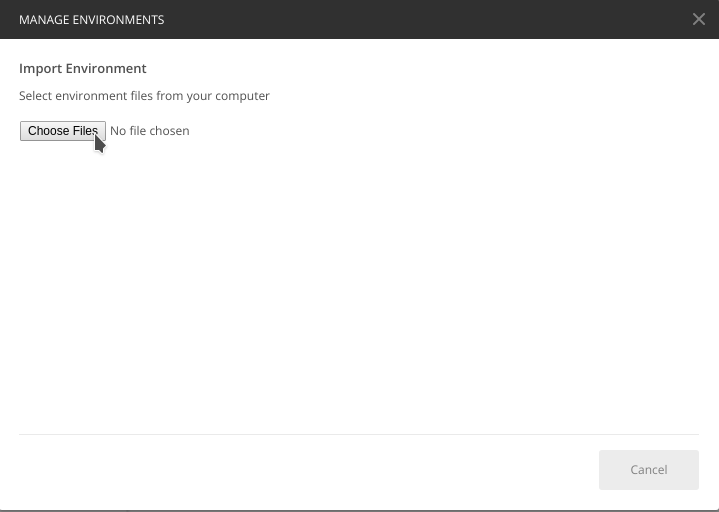 MANAGE ENVIRONMENTS
Import Environment
Select environment files from your computer
Choose Files No file chosen
Cancel